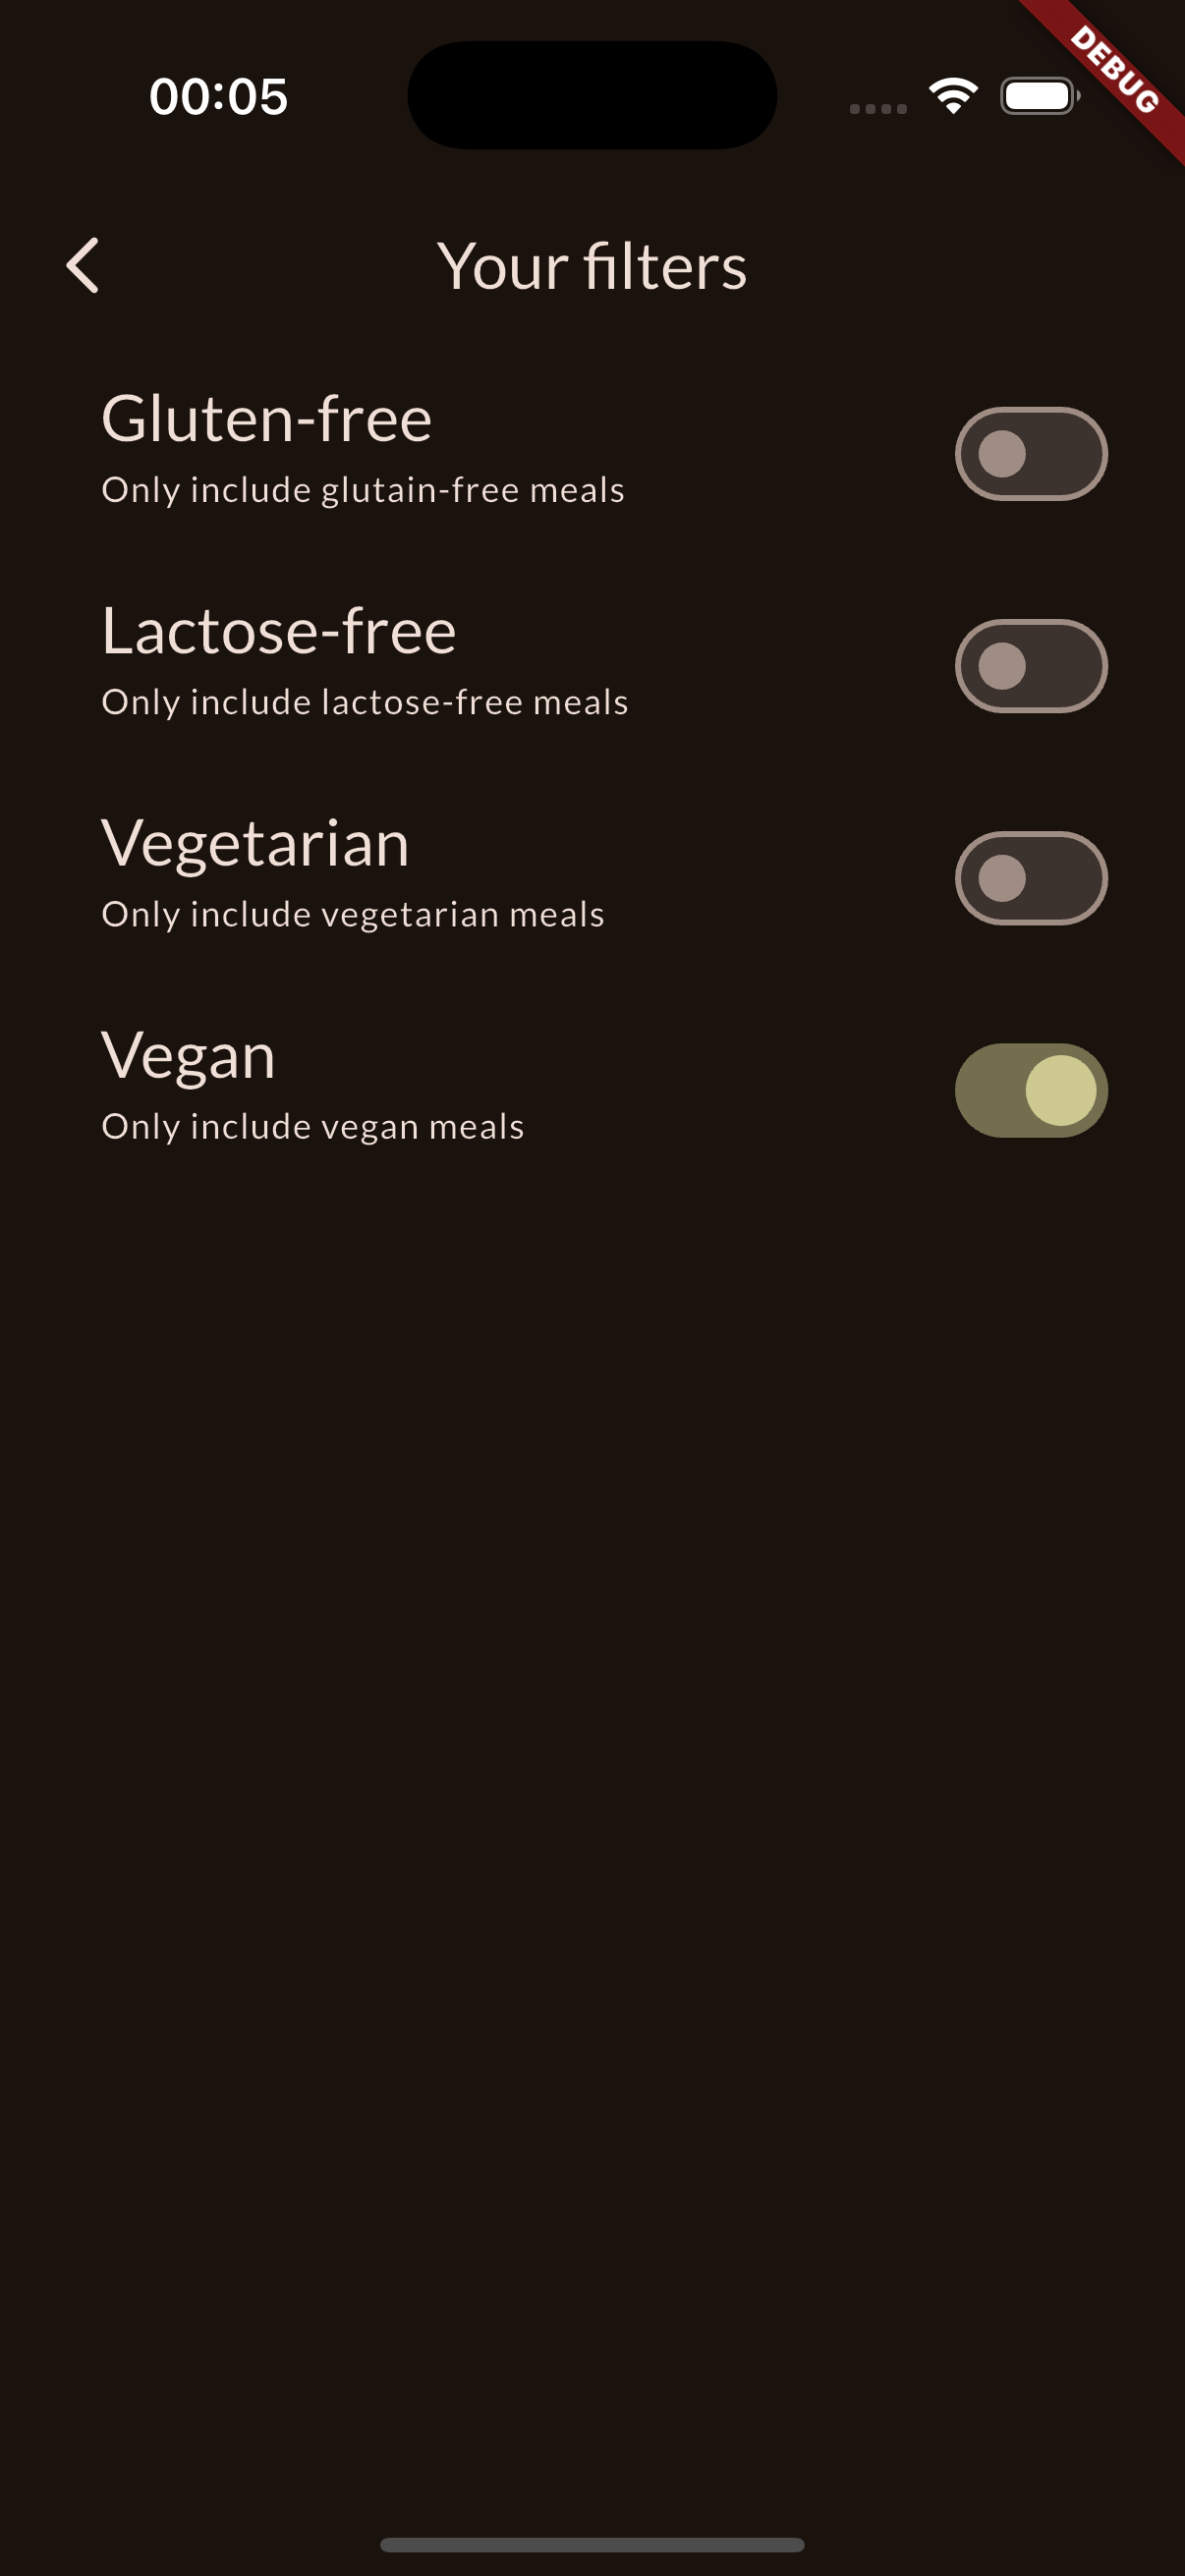 00:05
DEBUG
Your filters
Gluten-free
Only include glutain-free meals
Lactose-free
Only include lactose-free meals
Vegetarian
Only include vegetarian meals
Vegan
Only include vegan meals